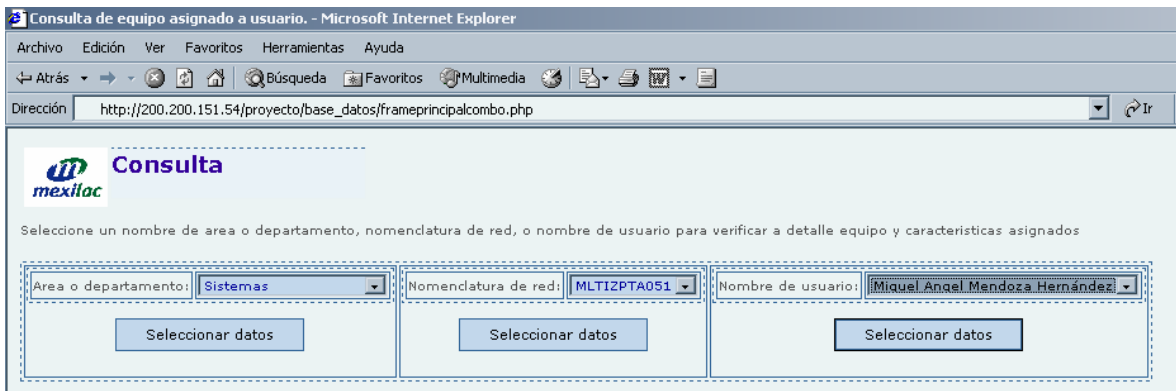 Consulta de equipo asignado a usuario. - Microsoft Internet Explorer
Archivo Edición Ver Favoritos Herramientas Ayuda
Atrás Búsqueda Favoritos Multimedia
Dirección http://200.200.151.54/proyecto/base_datos/frameprincipalcombo.php Ir
mexilac
Consulta
Seleccione un nombre de area o departamento, nomenclatura de red, o nombre de usuario para verificar a detalle equipo y caracteristicas asignados
Area o departamento: Sistemas Nomenclatura de red: MLTIZPTA051 Nombre de usuario: Miguel Angel Mendoza Hernández
Seleccionar datos Seleccionar datos Seleccionar datos